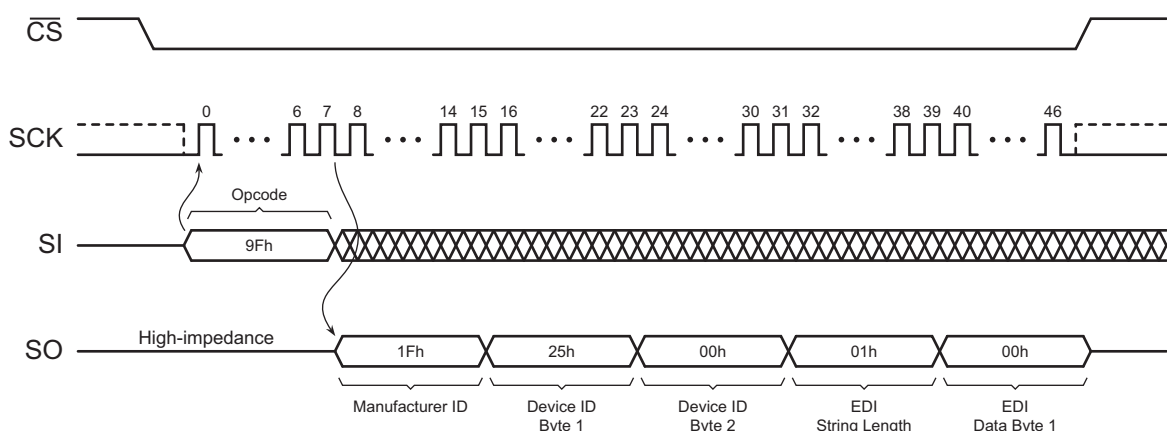 CS
0 6 7 8 14 15 16 22 23 24 30 31 32 38 39 40 46
SCK
Opcode
SI
9Fh
High-impedance
SO
1Fh 25h 00h 01h 00h
Manufacturer ID Device ID Device ID EDI EDI
Byte 1 Byte 2 String Length Data Byte 1